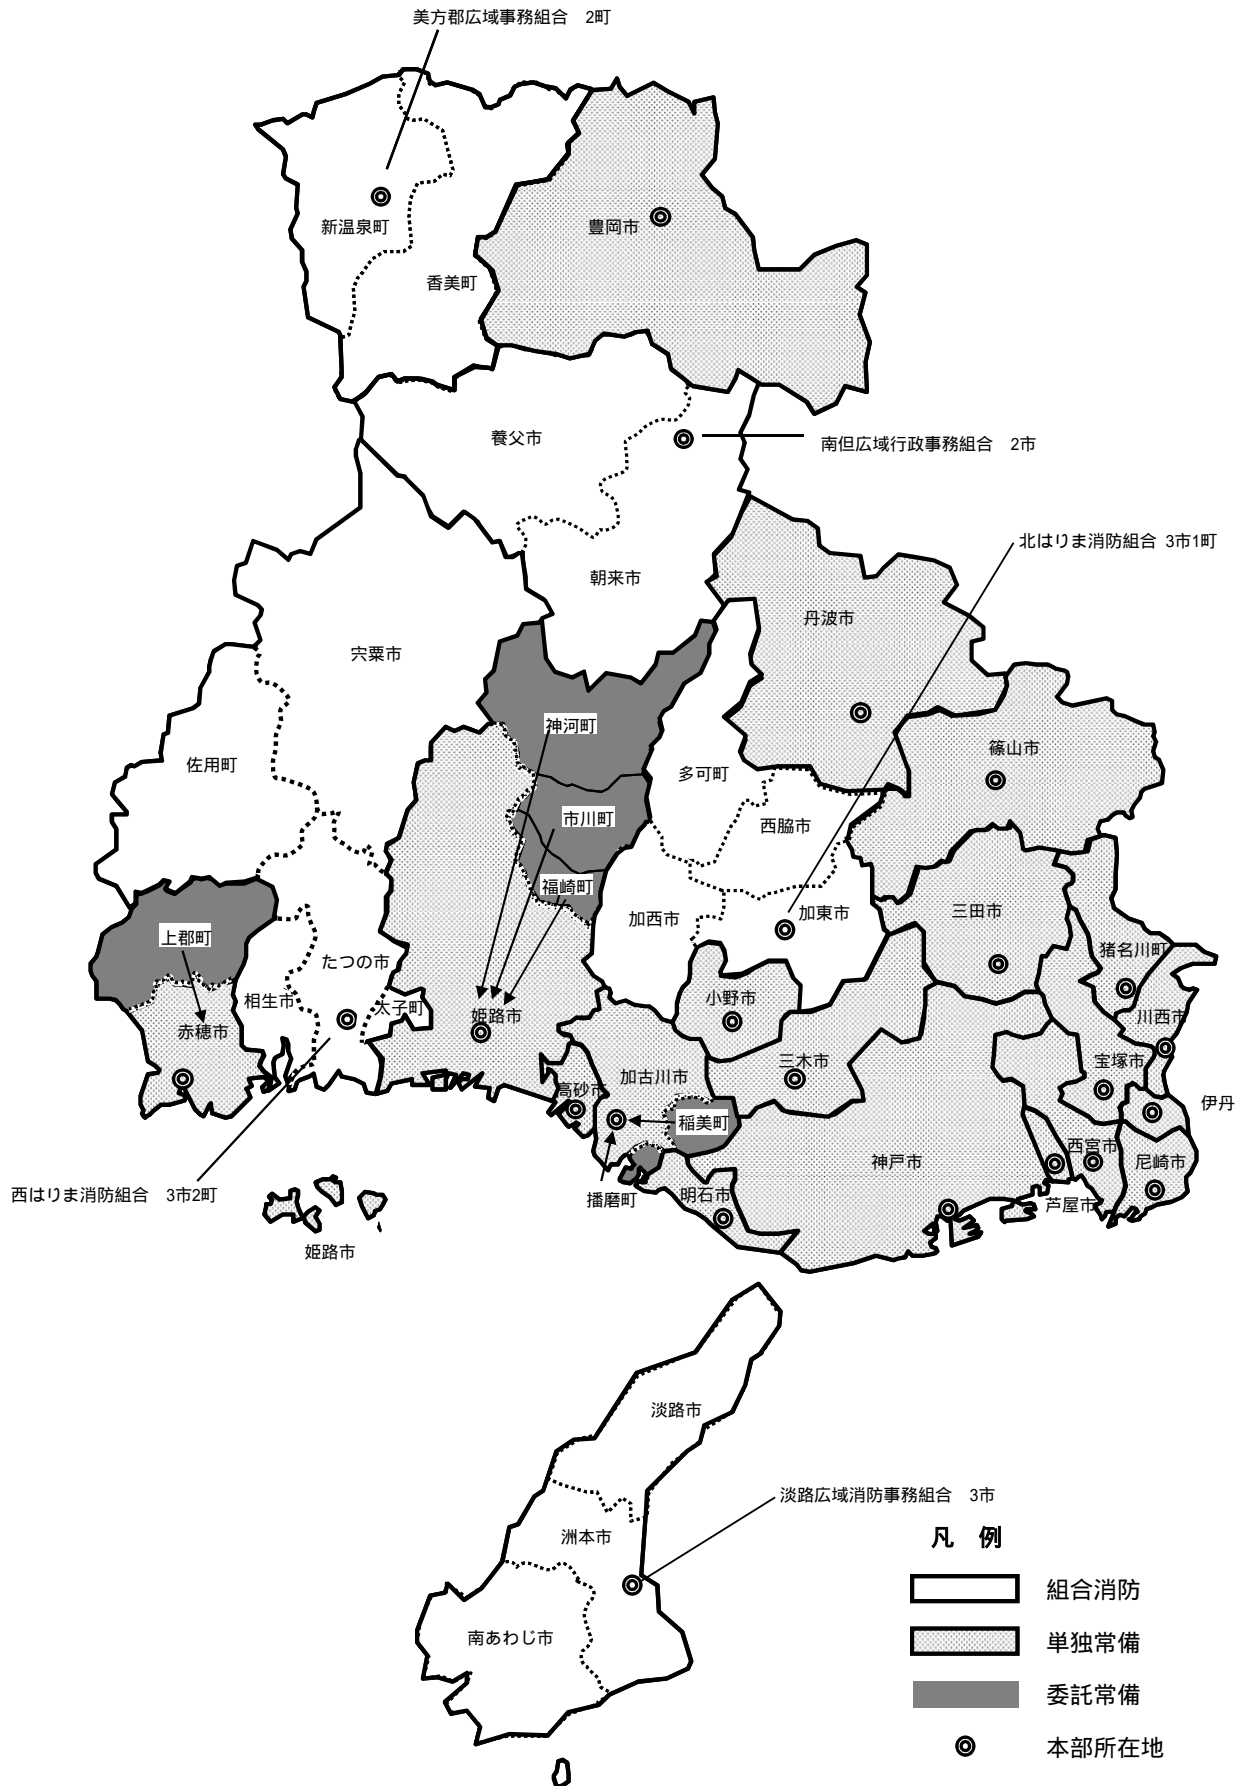 美方郡広域事務組合　2町
新温泉町
豊岡市
香美町
養父市
南但広域行政事務組合　2市
北はりま消防組合 3市1町
朝来市
丹波市
宍粟市
神河町
篠山市
佐用町
多可町
市川町
西脇市
福崎町
加西市
加東市
三田市
上郡町
猪名川町
たつの市
相生市
太子町
姫路市
小野市
川西市
赤穂市
三木市
宝塚市
加古川市
高砂市
伊丹
稲美町
西宮市
神戸市
尼崎市
西はりま消防組合　3市2町
播磨町
明石市
芦屋市
姫路市
淡路市
淡路広域消防事務組合　3市
洲本市
南あわじ市
凡　例
組合消防
単独常備
委託常備
本部所在地